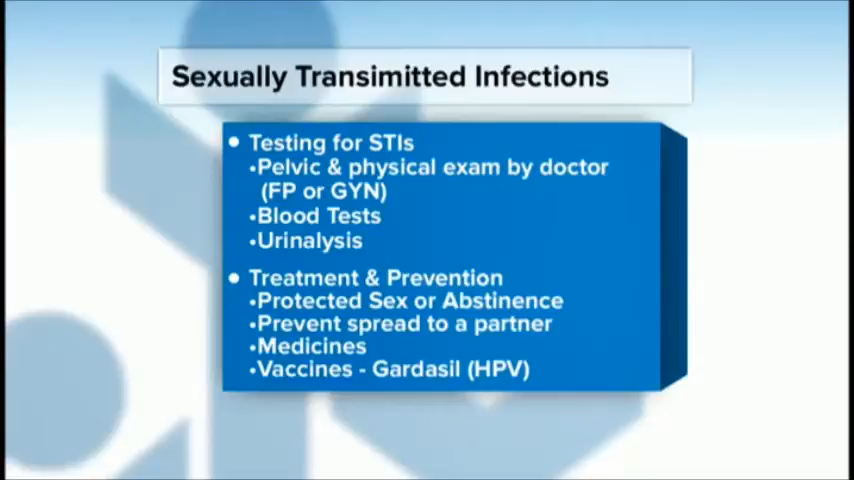 Sexually Transimitted Infections
• Testing for STIs
•Pelvic & physical exam by doctor
(FP or GYN)
•Blood Tests
•Urinalysis
• Treatment & Prevention
•Protected Sex or Abstinence
•Prevent spread to a partner
•Medicines
•Vaccines - Gardasil (HPV)